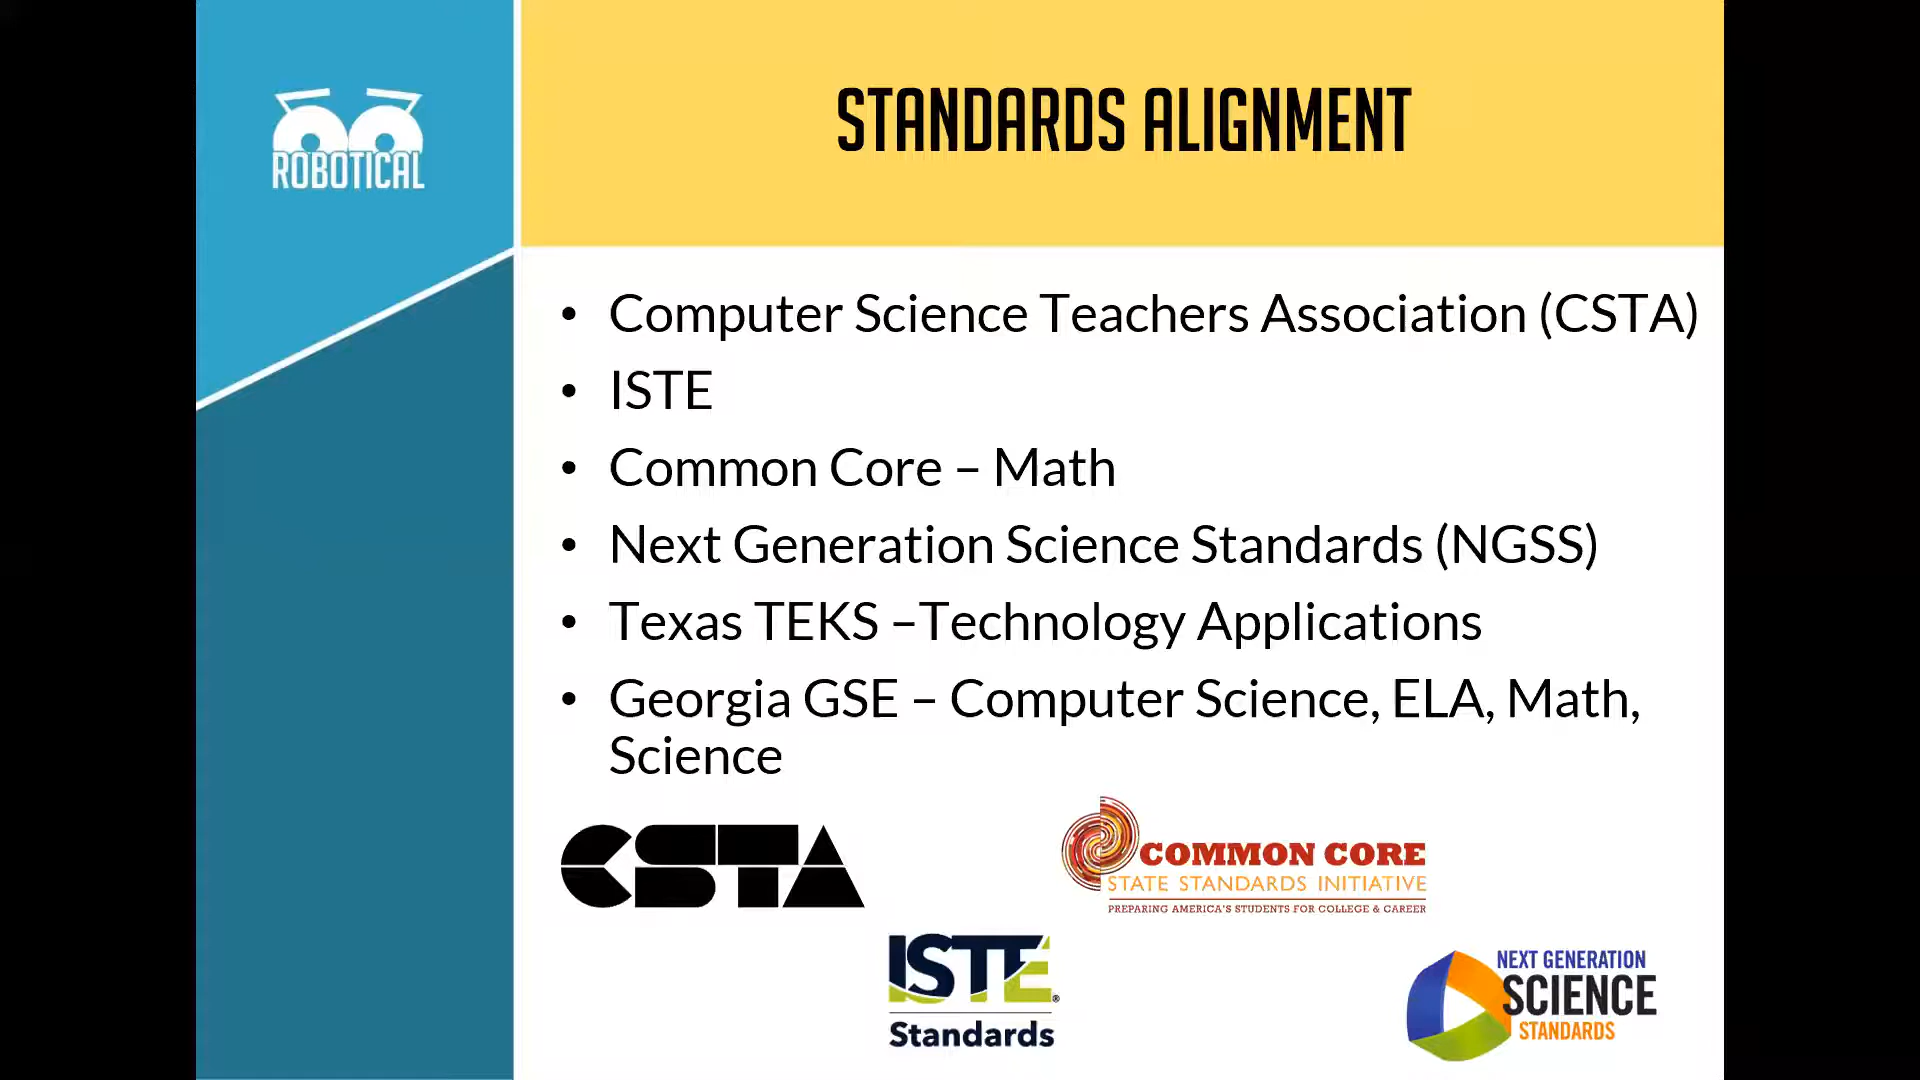 ROBOTICAL
STANDARDS ALIGNMENT
• Computer Science Teachers Association (CSTA)
• ISTE
• Common Core – Math
• Next Generation Science Standards (NGSS)
• Texas TEKS –Technology Applications
• Georgia GSE – Computer Science, ELA, Math,
Science
CSTA
COMMON CORE
STATE STANDARDS INITIATIVE
PREPARING AMERICA'S STUDENTS FOR COLLEGE & CAREER
ISTE®
Standards
NEXT GENERATION
SCIENCE
STANDARDS